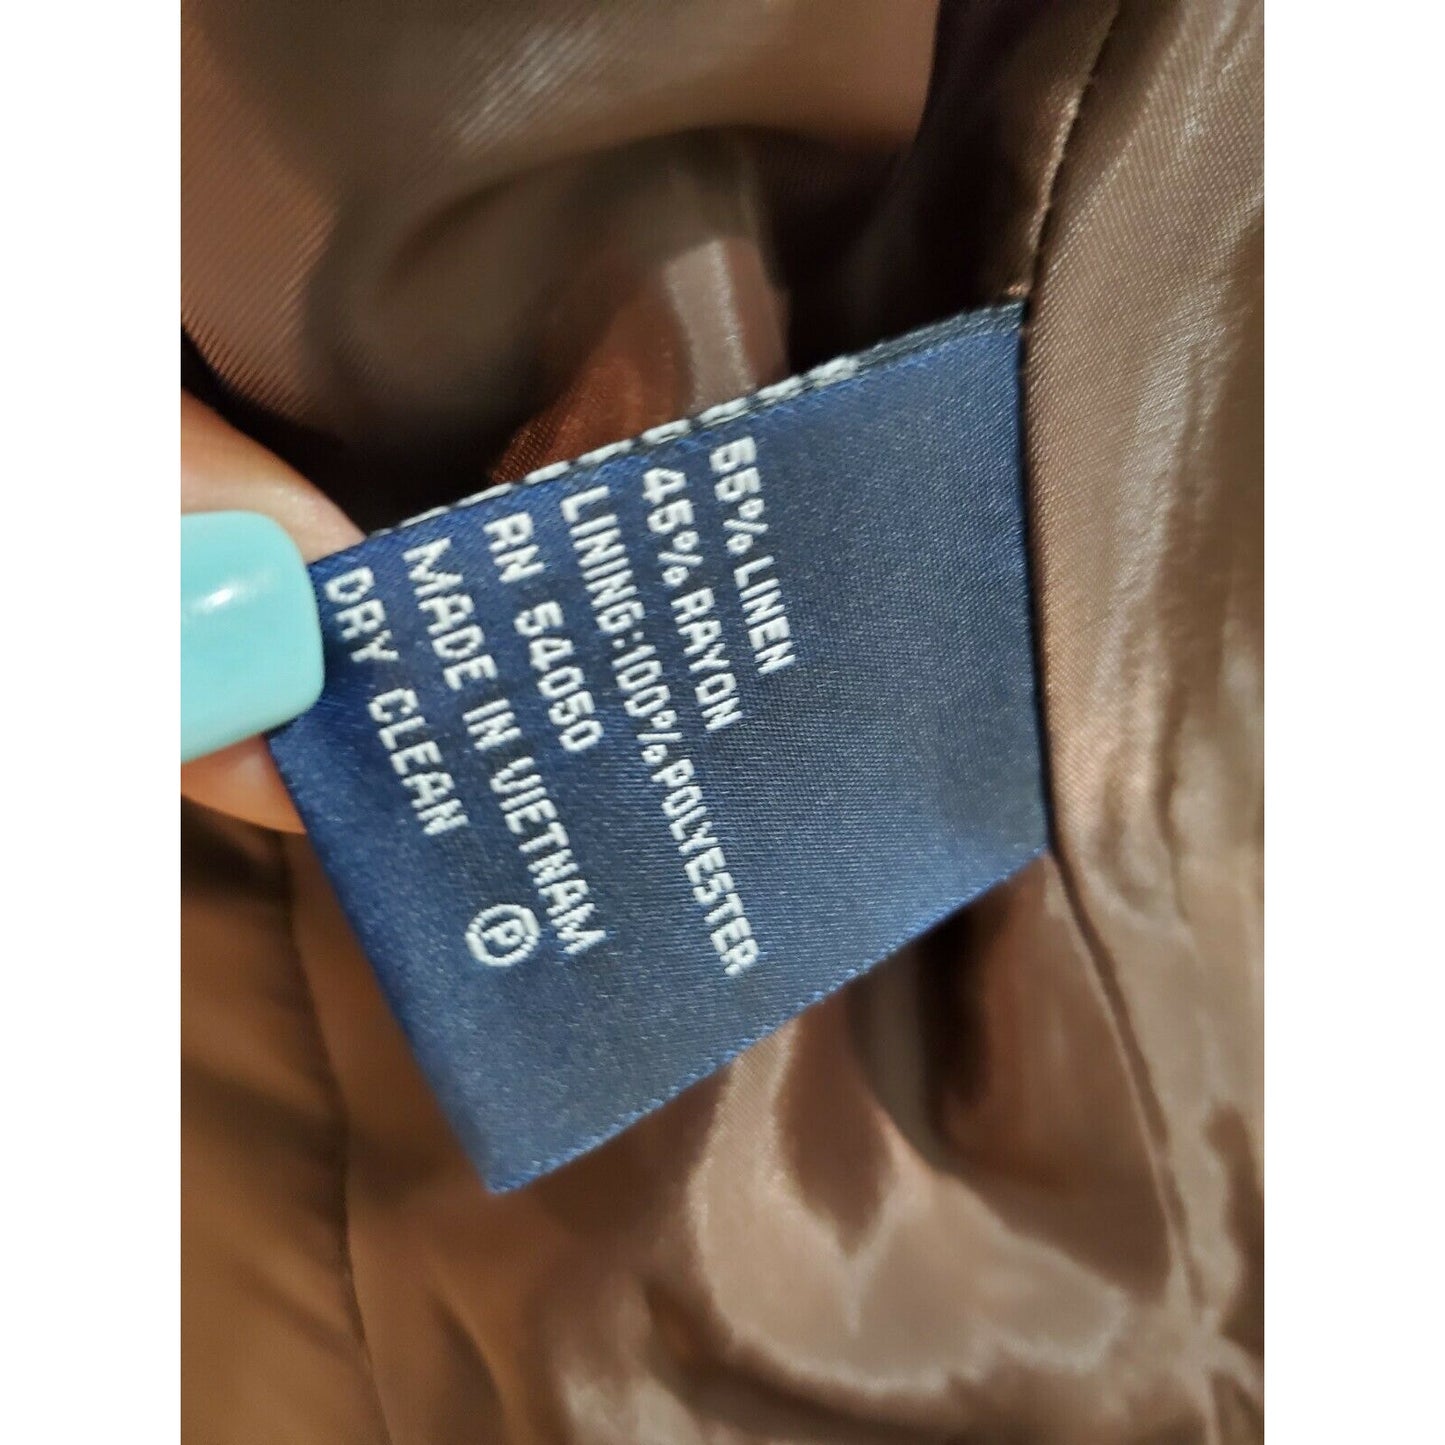 55% LINEN
45% RAYON
LINING:100% POLYESTER
RN 54050
MADE IN VIETNAM
DRY CLEAN Ⓟ